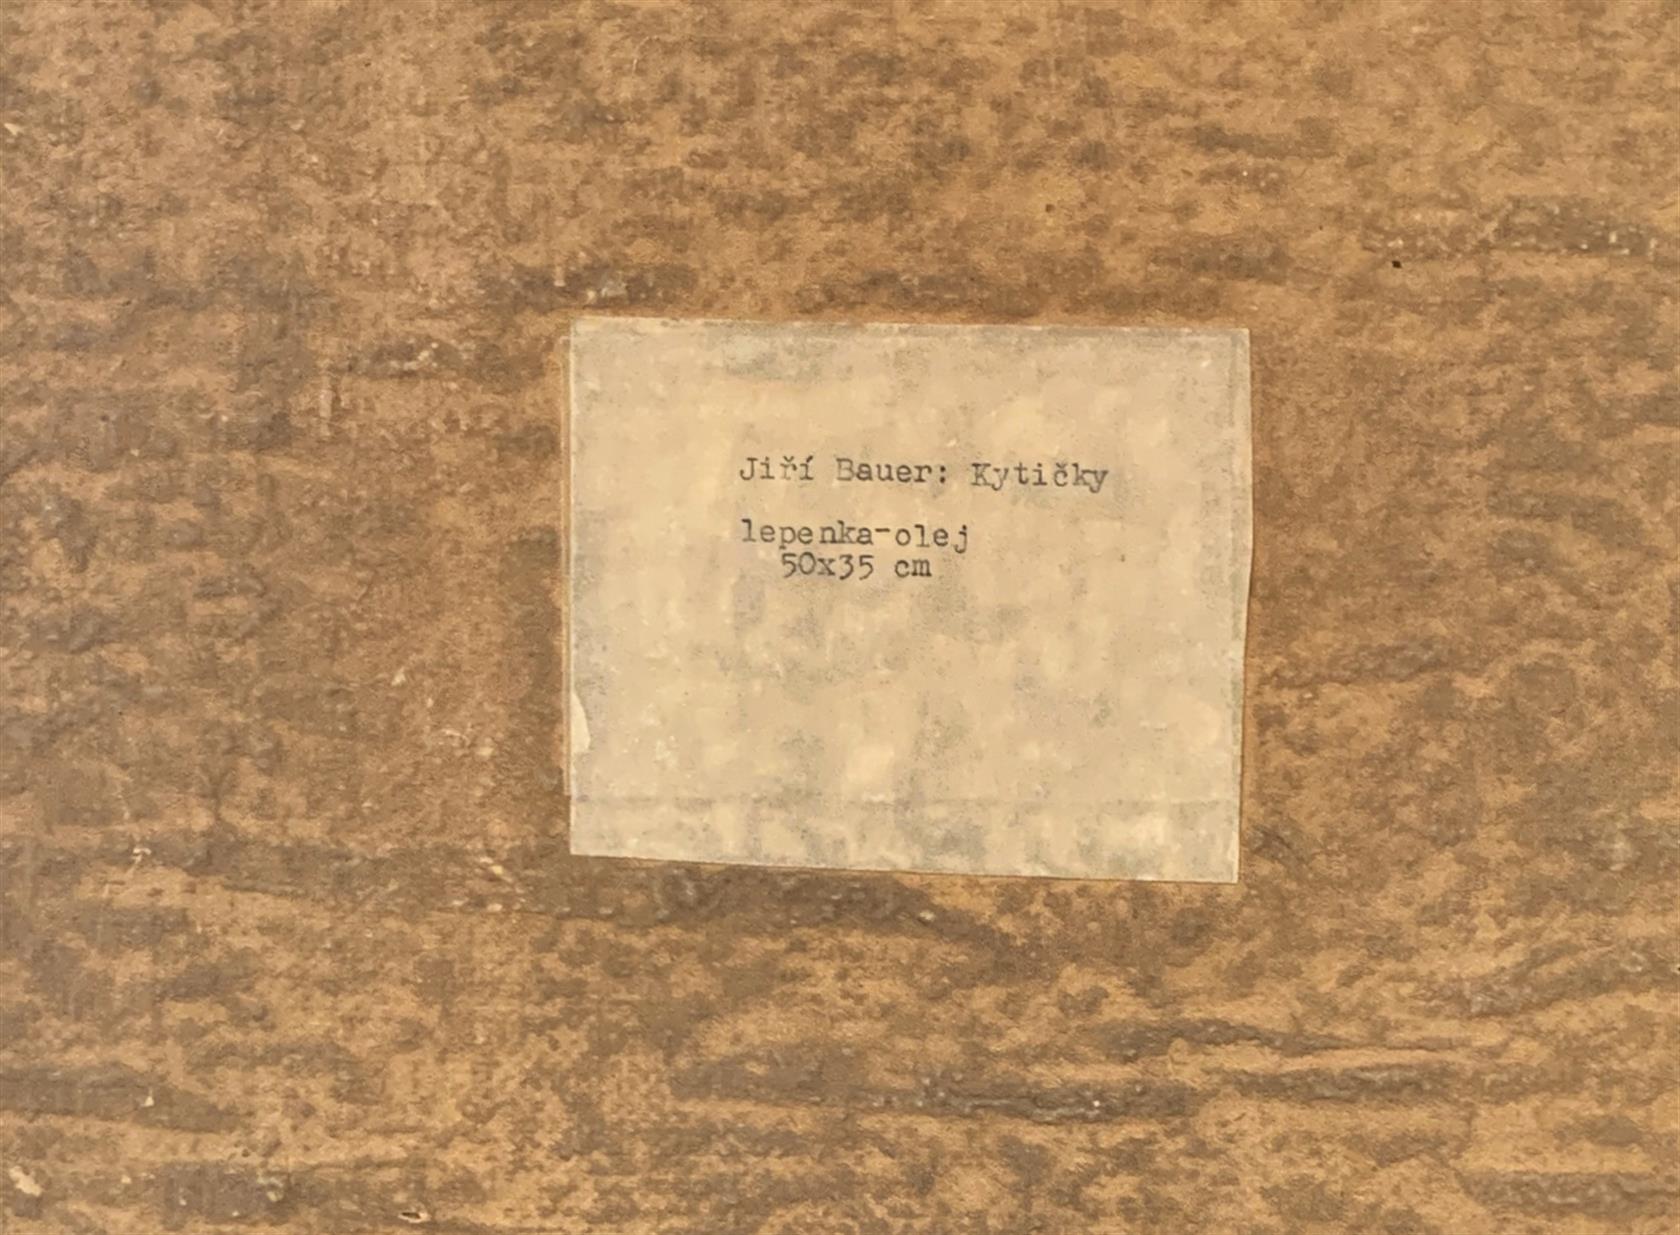 Jiří Bauer: Kytičky
lepenka-olej
50x35 cm